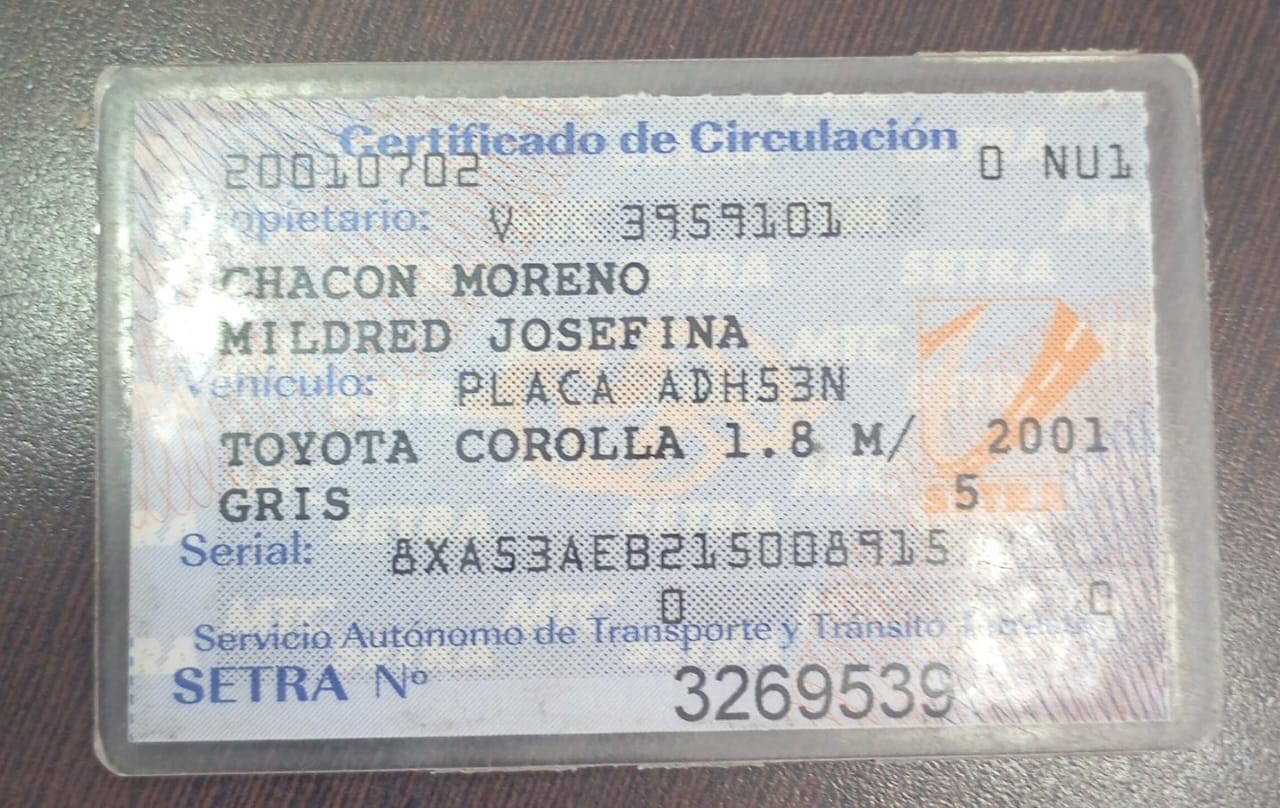 Certificado de Circulación
20010702 0 NU1
Propietario: V 3959101
CHACON MORENO
MILDRED JOSEFINA
Vehículo: PLACA ADH53N
TOYOTA COROLLA 1.8 M/ 2001
GRIS 5
Serial: 8XA53AEB215008915
0 C
Servicio Autónomo de Transporte y Tránsito Terrestre
SETRA Nº 3269539